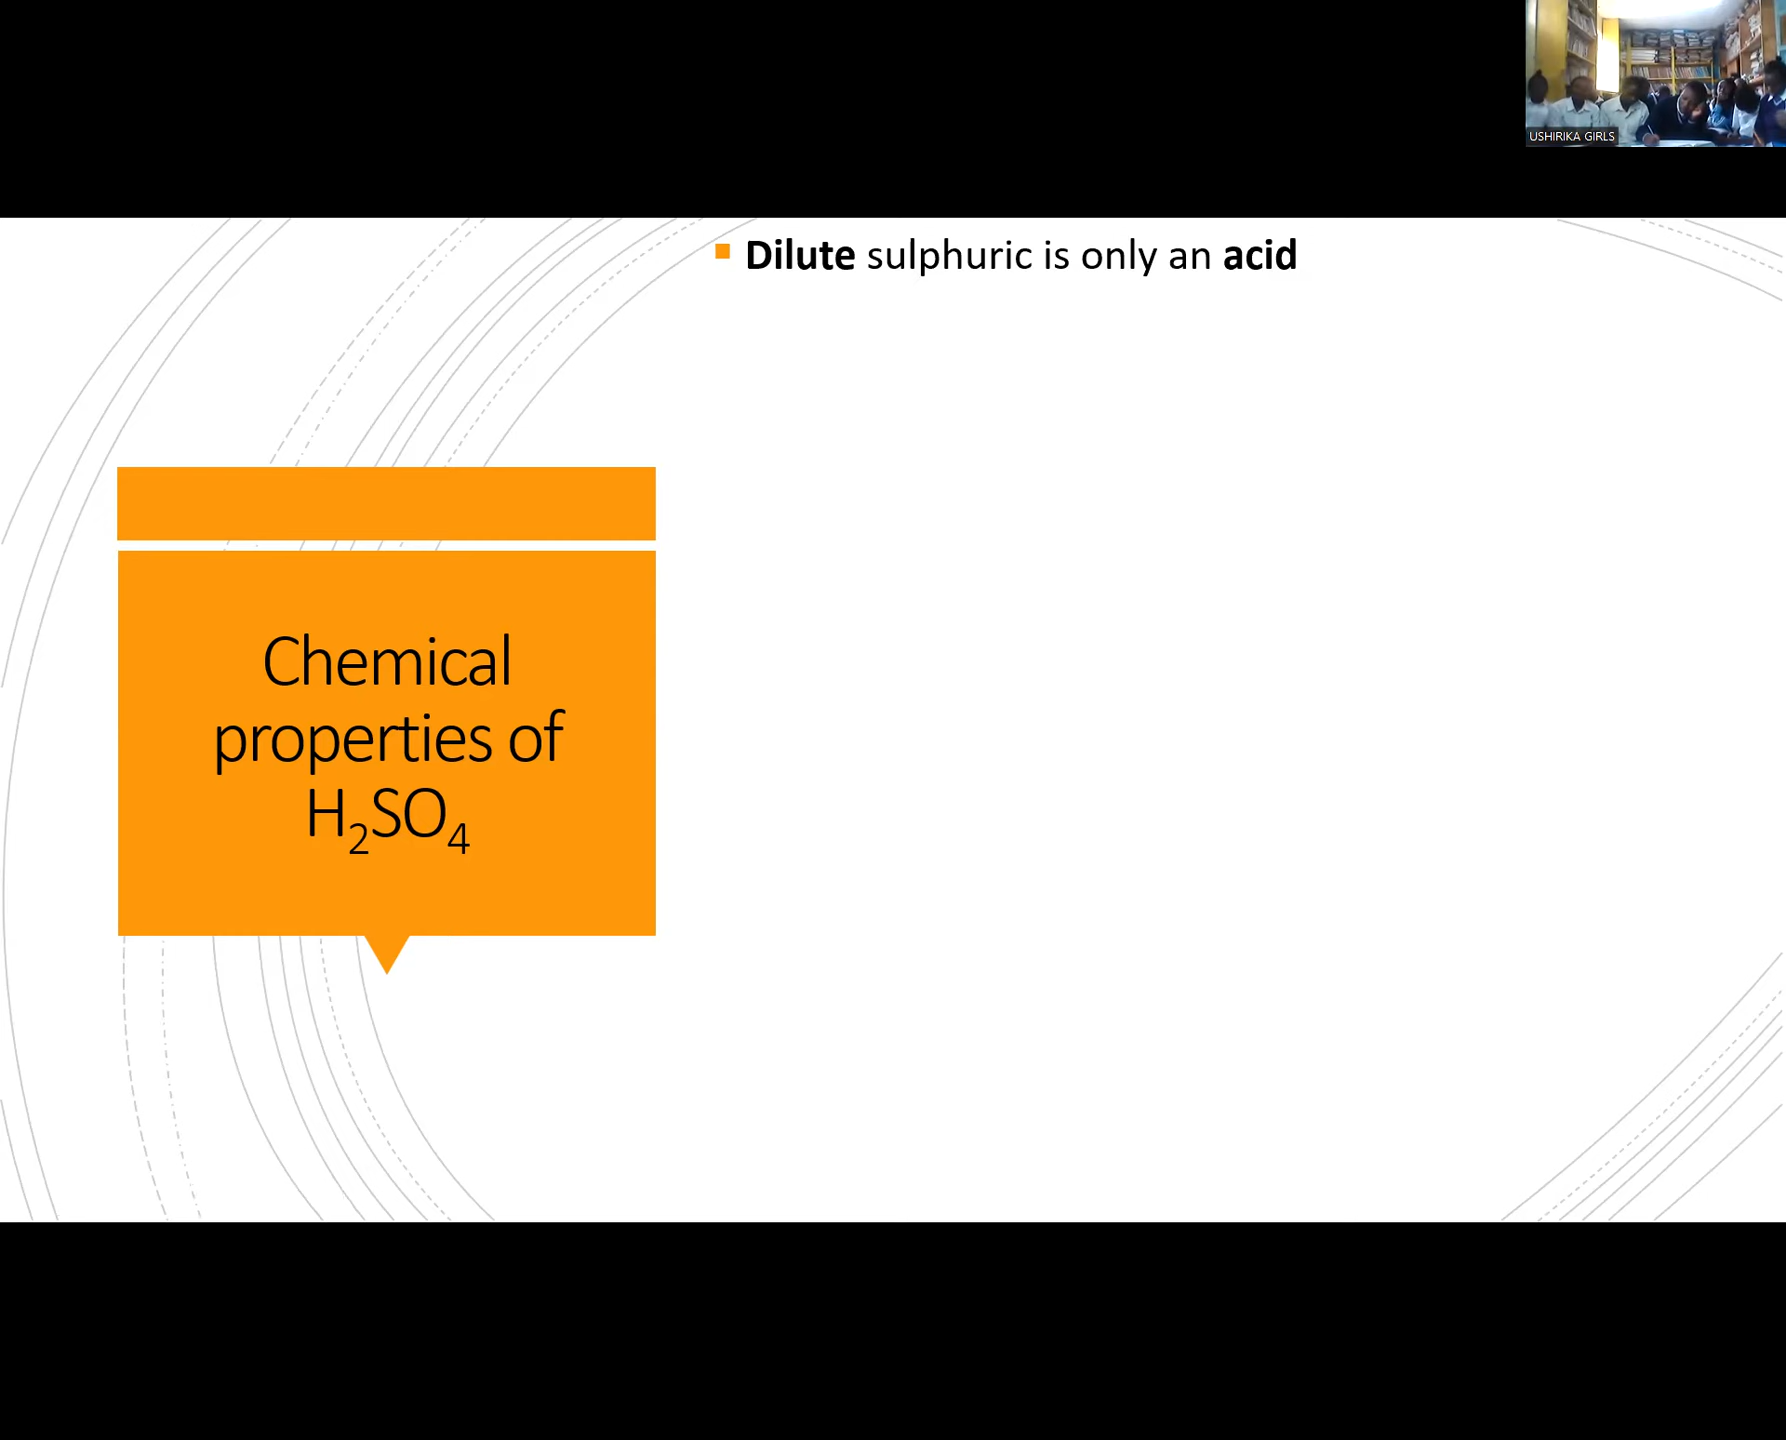 USHIRIKA GIRLS
Dilute sulphuric is only an acid
Chemical
properties of
H₂SO₄